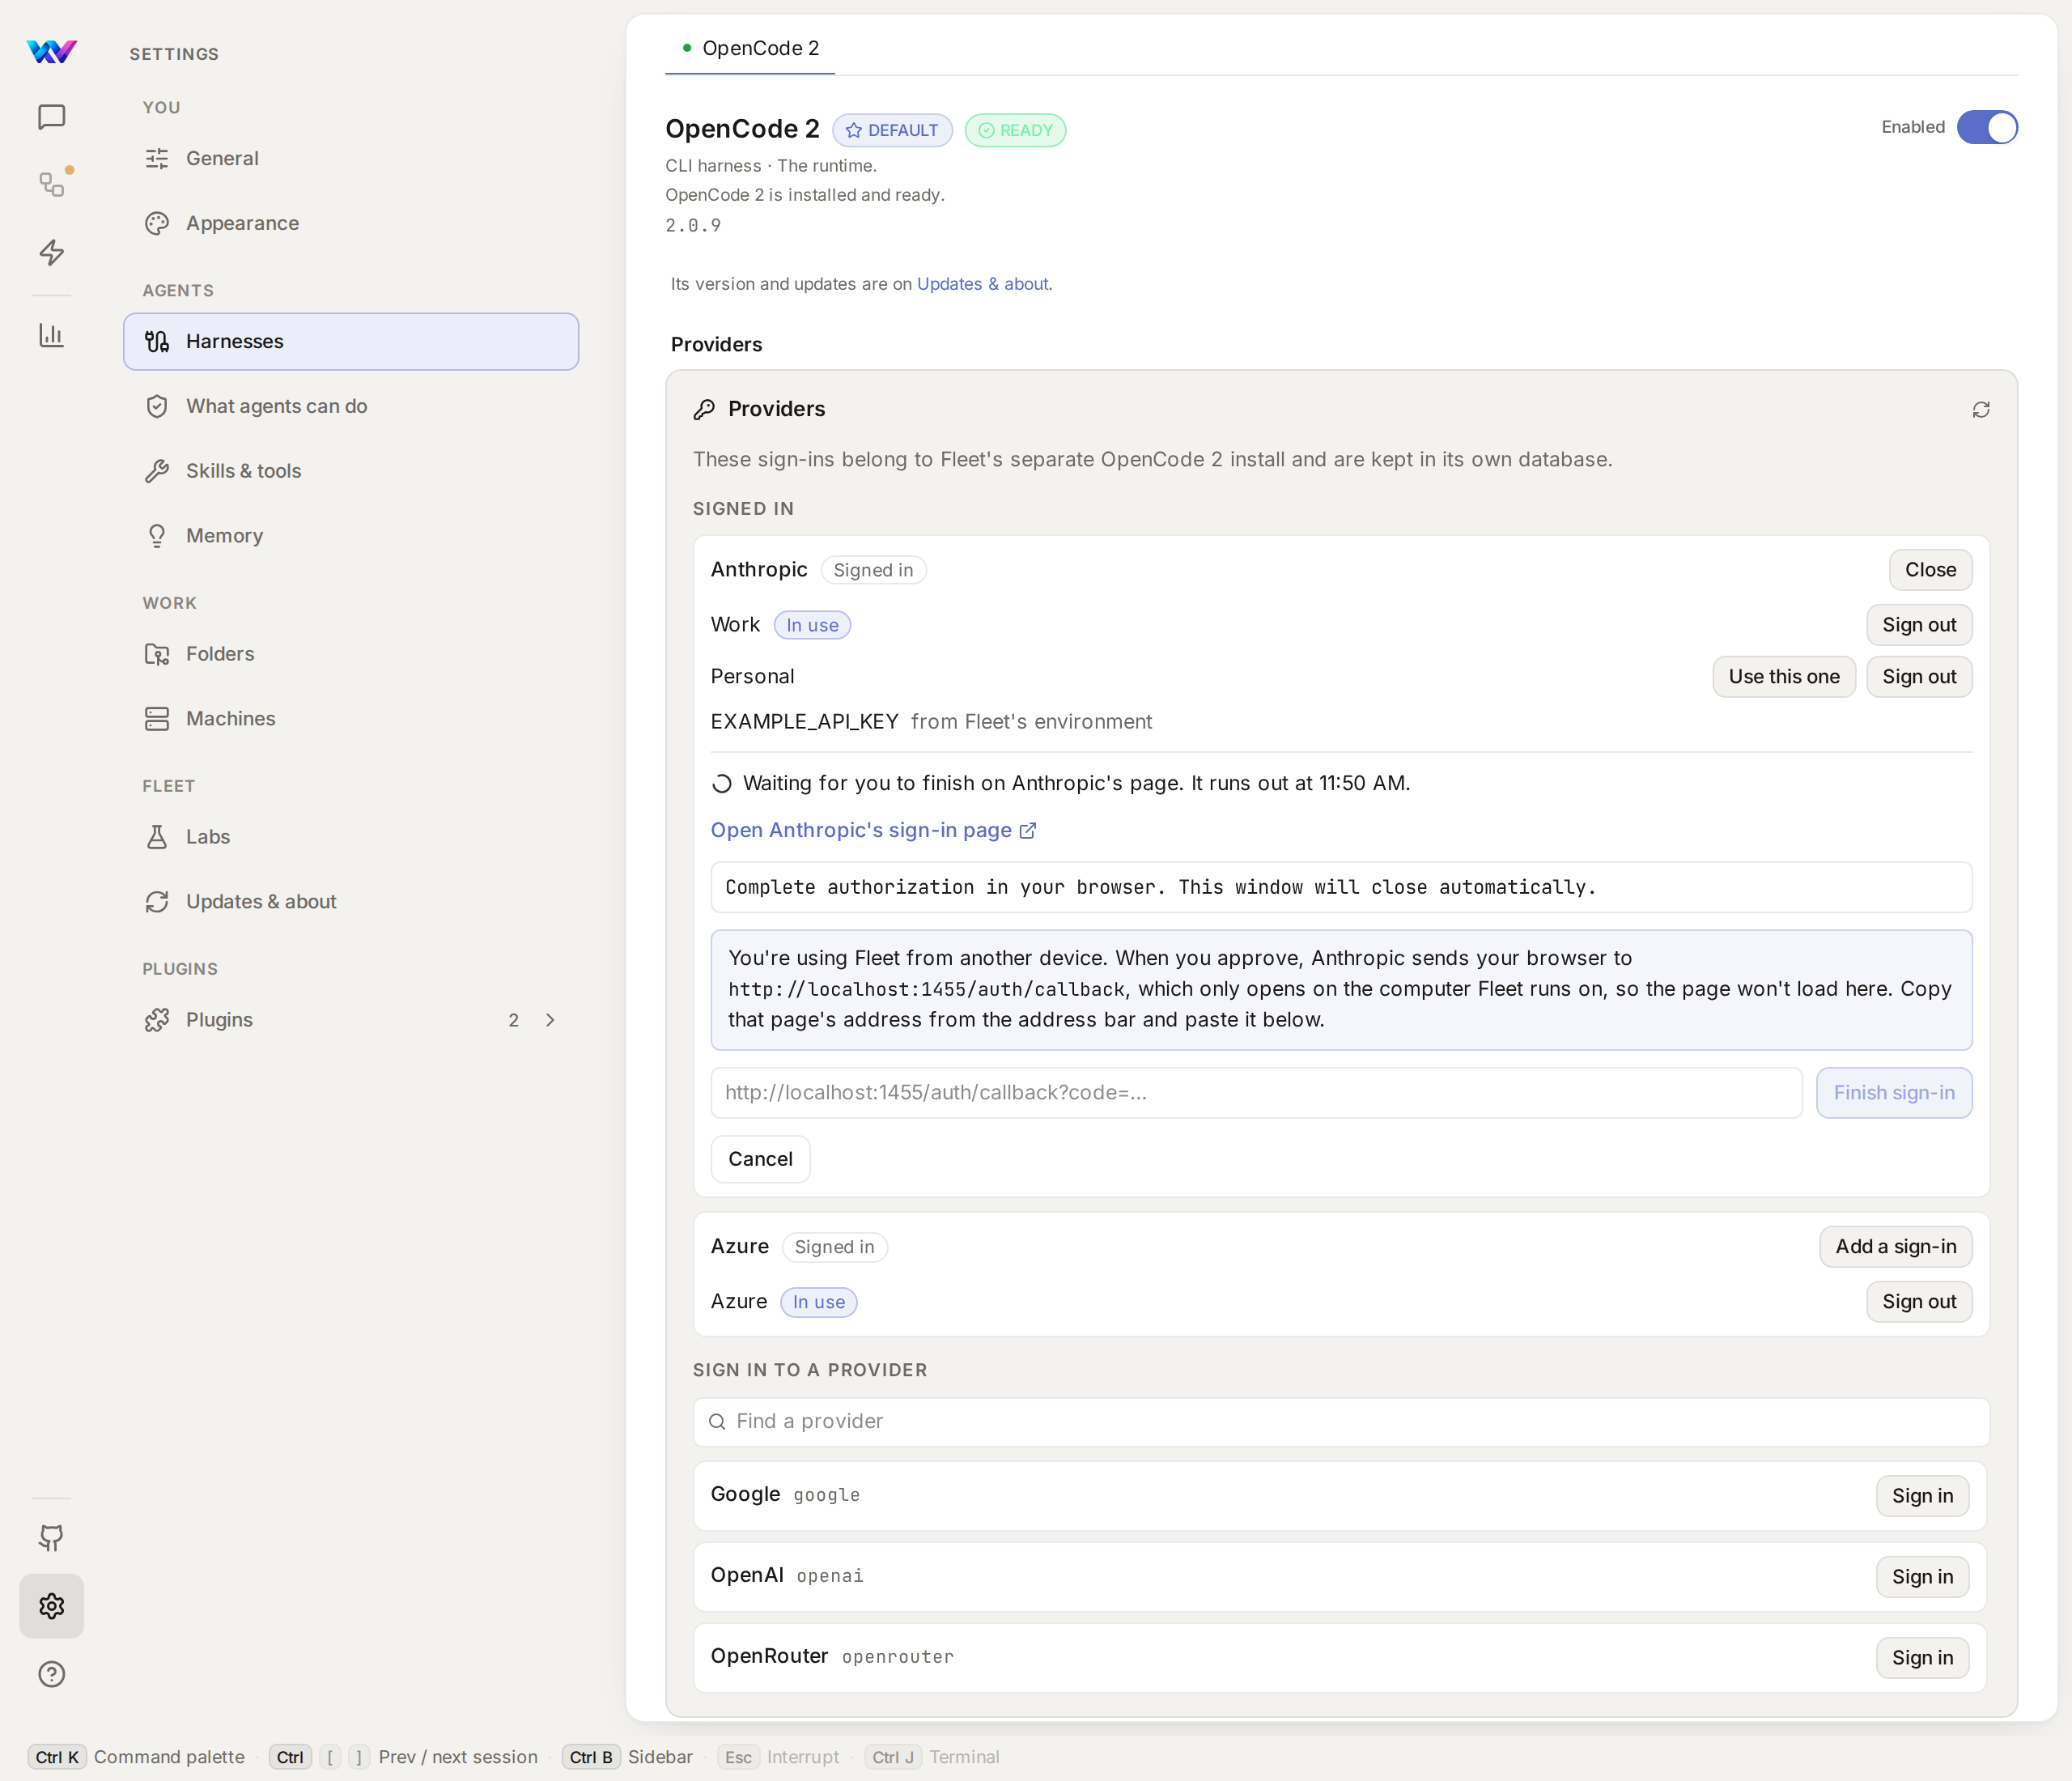 SETTINGS
YOU
General
Appearance
AGENTS
Harnesses
What agents can do
Skills & tools
Memory
WORK
Folders
Machines
FLEET
Labs
Updates & about
PLUGINS
Plugins 2
OpenCode 2
OpenCode 2 DEFAULT READY Enabled
CLI harness · The runtime.
OpenCode 2 is installed and ready.
2.0.9
Its version and updates are on Updates & about.
Providers
Providers
These sign-ins belong to Fleet's separate OpenCode 2 install and are kept in its own database.
SIGNED IN
Anthropic Signed in Close
Work In use Sign out
Personal Use this one Sign out
EXAMPLE_API_KEY from Fleet's environment
Waiting for you to finish on Anthropic's page. It runs out at 11:50 AM.
Open Anthropic's sign-in page
Complete authorization in your browser. This window will close automatically.
You're using Fleet from another device. When you approve, Anthropic sends your browser to
http://localhost:1455/auth/callback, which only opens on the computer Fleet runs on, so the page won't load here. Copy
that page's address from the address bar and paste it below.
http://localhost:1455/auth/callback?code=... Finish sign-in
Cancel
Azure Signed in Add a sign-in
Azure In use Sign out
SIGN IN TO A PROVIDER
Find a provider
Google google Sign in
OpenAI openai Sign in
OpenRouter openrouter Sign in
Ctrl K Command palette · Ctrl [ ] Prev / next session · Ctrl B Sidebar · Esc Interrupt · Ctrl J Terminal